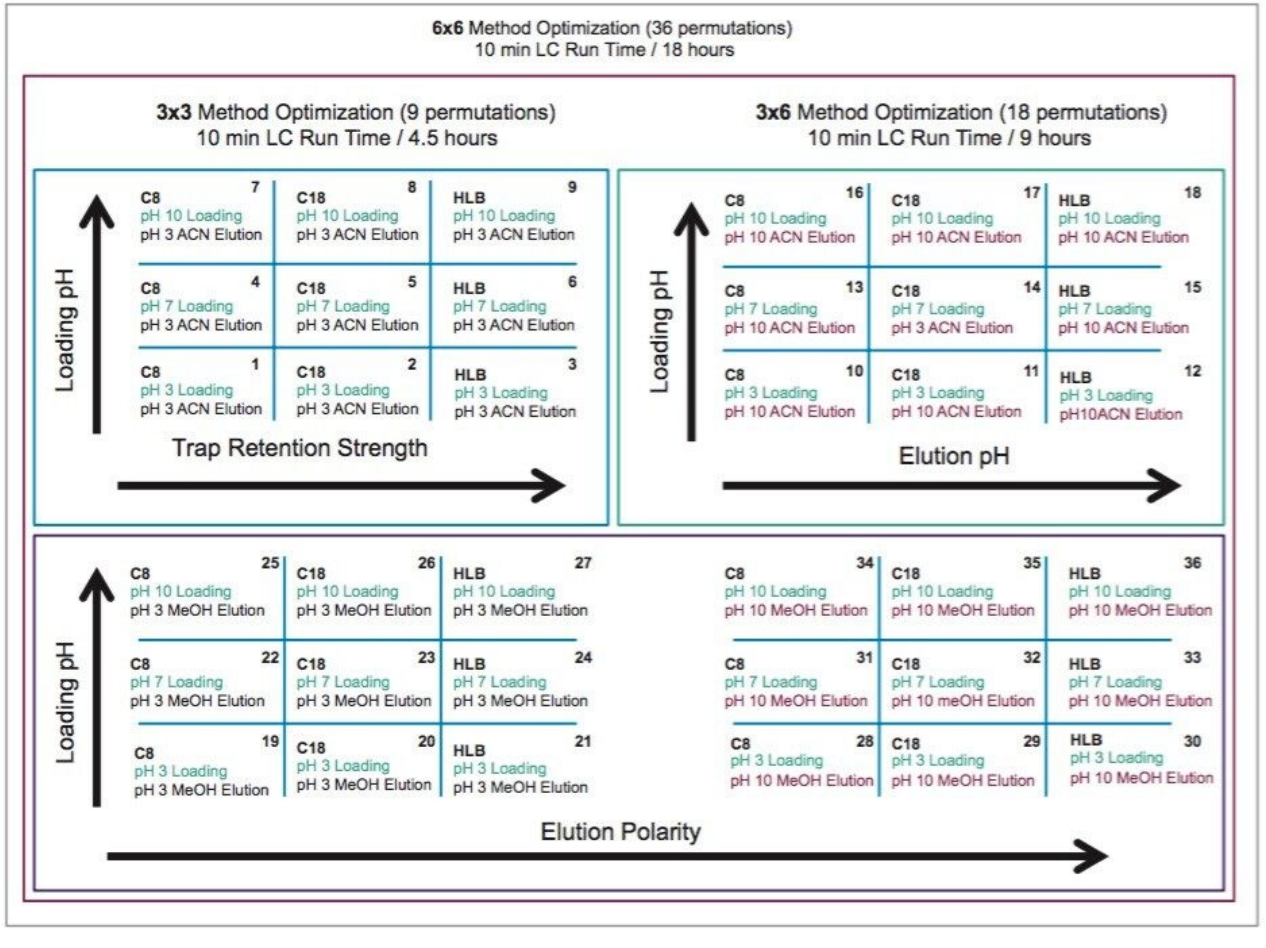 6x6 Method Optimization (36 permutations)
10 min LC Run Time / 18 hours
3x3 Method Optimization (9 permutations)
10 min LC Run Time / 4.5 hours
Loading pH
C8 7
pH 10 Loading
pH 3 ACN Elution
C18 8
pH 10 Loading
pH 3 ACN Elution
HLB 9
pH 10 Loading
pH 3 ACN Elution
C8 4
pH 7 Loading
pH 3 ACN Elution
C18 5
pH 7 Loading
pH 3 ACN Elution
HLB 6
pH 7 Loading
pH 3 ACN Elution
C8 1
pH 3 Loading
pH 3 ACN Elution
C18 2
pH 3 Loading
pH 3 ACN Elution
HLB 3
pH 3 Loading
pH 3 ACN Elution
Trap Retention Strength
3x6 Method Optimization (18 permutations)
10 min LC Run Time / 9 hours
Loading pH
C8 16
pH 10 Loading
pH 10 ACN Elution
C18 17
pH 10 Loading
pH 10 ACN Elution
HLB 18
pH 10 Loading
pH 10 ACN Elution
C8 13
pH 7 Loading
pH 10 ACN Elution
C18 14
pH 7 Loading
pH 3 ACN Elution
HLB 15
pH 7 Loading
pH 10 ACN Elution
C8 10
pH 3 Loading
pH 10 ACN Elution
C18 11
pH 3 Loading
pH 10 ACN Elution
HLB 12
pH 3 Loading
pH10ACN Elution
Elution pH
Loading pH
C8 25
pH 10 Loading
pH 3 MeOH Elution
C18 26
pH 10 Loading
pH 3 MeOH Elution
HLB 27
pH 10 Loading
pH 3 MeOH Elution
C8 34
pH 10 Loading
pH 10 MeOH Elution
C18 35
pH 10 Loading
pH 10 MeOH Elution
HLB 36
pH 10 Loading
pH 10 MeOH Elution
C8 22
pH 7 Loading
pH 3 MeOH Elution
C18 23
pH 7 Loading
pH 3 MeOH Elution
HLB 24
pH 7 Loading
pH 3 MeOH Elution
C8 31
pH 7 Loading
pH 10 MeOH Elution
C18 32
pH 7 Loading
pH 10 meOH Elution
HLB 33
pH 7 Loading
pH 10 MeOH Elution
C8 19
pH 3 Loading
pH 3 MeOH Elution
C18 20
pH 3 Loading
pH 3 MeOH Elution
HLB 21
pH 3 Loading
pH 3 MeOH Elution
C8 28
pH 3 Loading
pH 10 MeOH Elution
C18 29
pH 3 Loading
pH 10 MeOH Elution
HLB 30
pH 3 Loading
pH 10 MeOH Elution
Elution Polarity